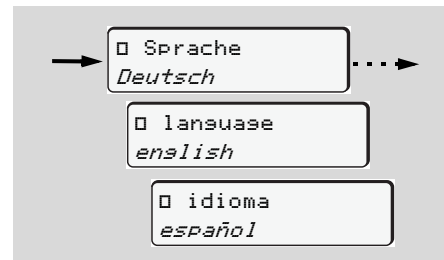 □ Sprache
Deutsch
□ language
english
□ idioma
español